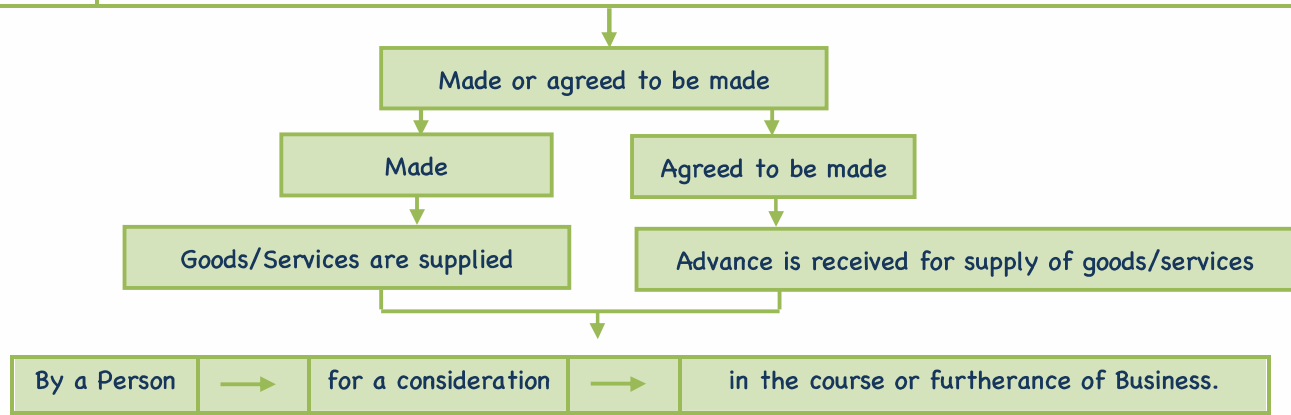 Made or agreed to be made
Made
Agreed to be made
Goods/Services are supplied
Advance is received for supply of goods/services
By a Person
for a consideration
in the course or furtherance of Business.